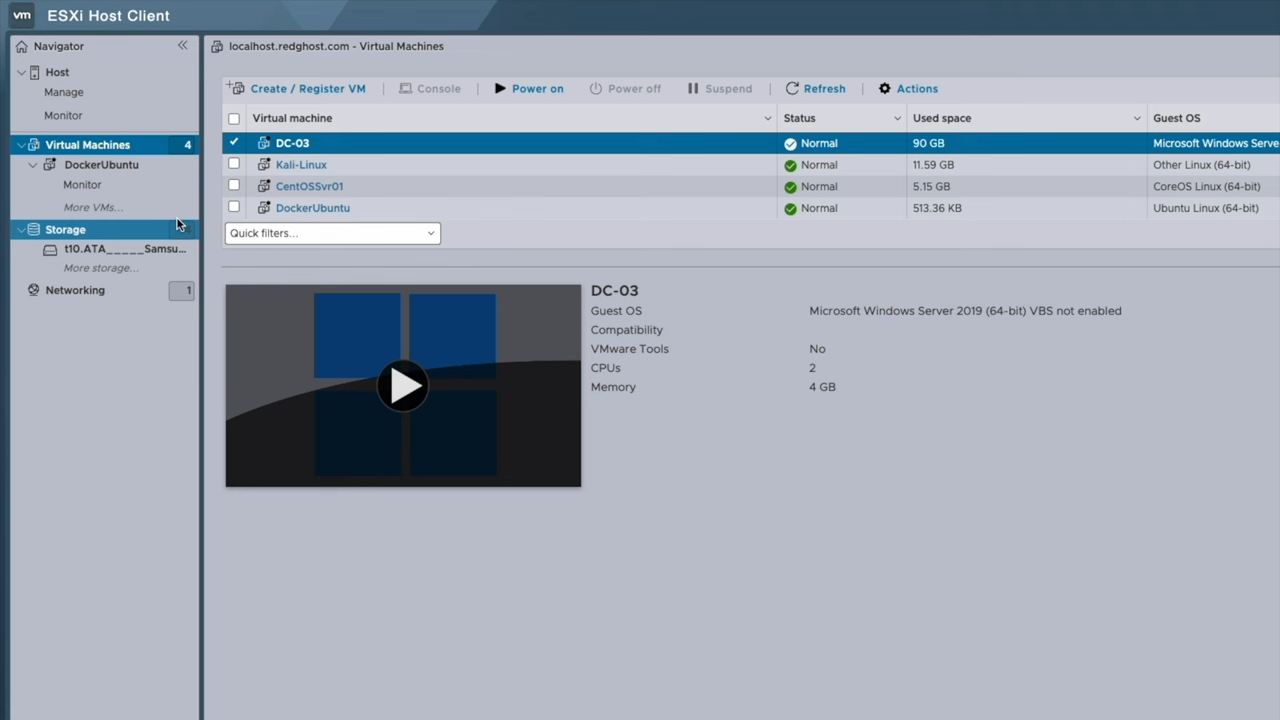 vm ESXi Host Client
Navigator
localhost.redghost.com - Virtual Machines
Host
Manage
Monitor
Virtual Machines 4
DockerUbuntu
Monitor
More VMs...
Storage
t10.ATA_____Samsu...
More storage...
Networking 1
Create / Register VM Console Power on Power off Suspend Refresh Actions
Virtual machine Status Used space Guest OS
DC-03 Normal 90 GB Microsoft Windows Serve
Kali-Linux Normal 11.59 GB Other Linux (64-bit)
CentOSSvr01 Normal 5.15 GB CoreOS Linux (64-bit)
DockerUbuntu Normal 513.36 KB Ubuntu Linux (64-bit)
Quick filters...
DC-03
Guest OS Microsoft Windows Server 2019 (64-bit) VBS not enabled
Compatibility
VMware Tools No
CPUs 2
Memory 4 GB